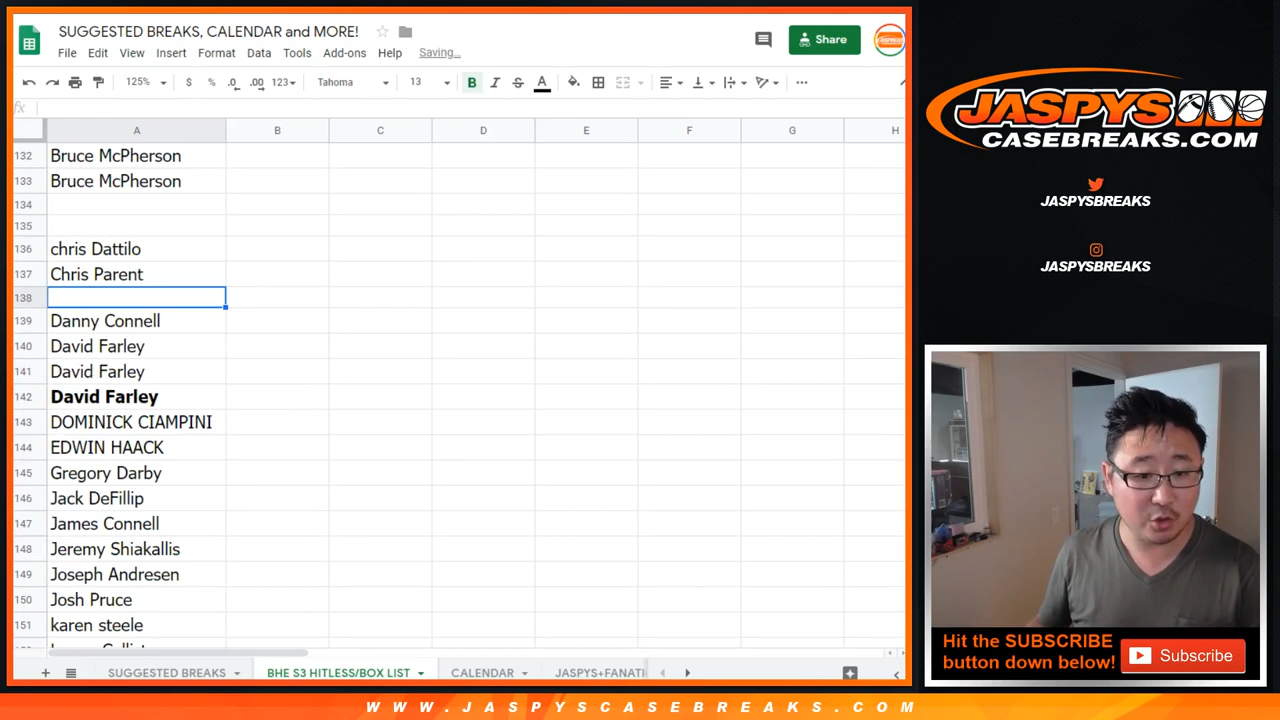 SUGGESTED BREAKS, CALENDAR and MORE!
File Edit View Insert Format Data Tools Add-ons Help Saving...
Share
125% $ % .0 .00 123 Tahoma 13 B I S A
fx
A B C D E F G H
132 Bruce McPherson
133 Bruce McPherson
134
135
136 chris Dattilo
137 Chris Parent
138
139 Danny Connell
140 David Farley
141 David Farley
142 David Farley
143 DOMINICK CIAMPINI
144 EDWIN HAACK
145 Gregory Darby
146 Jack DeFillip
147 James Connell
148 Jeremy Shiakallis
149 Joseph Andresen
150 Josh Pruce
151 karen steele
SUGGESTED BREAKS BHE S3 HITLESS/BOX LIST CALENDAR JASPYS+FANATI
JASPYS
CASEBREAKS.COM
JASPYSBREAKS
JASPYSBREAKS
Hit the SUBSCRIBE
button down below!
Subscribe
WWW.JASPYSCASEBREAKS.COM